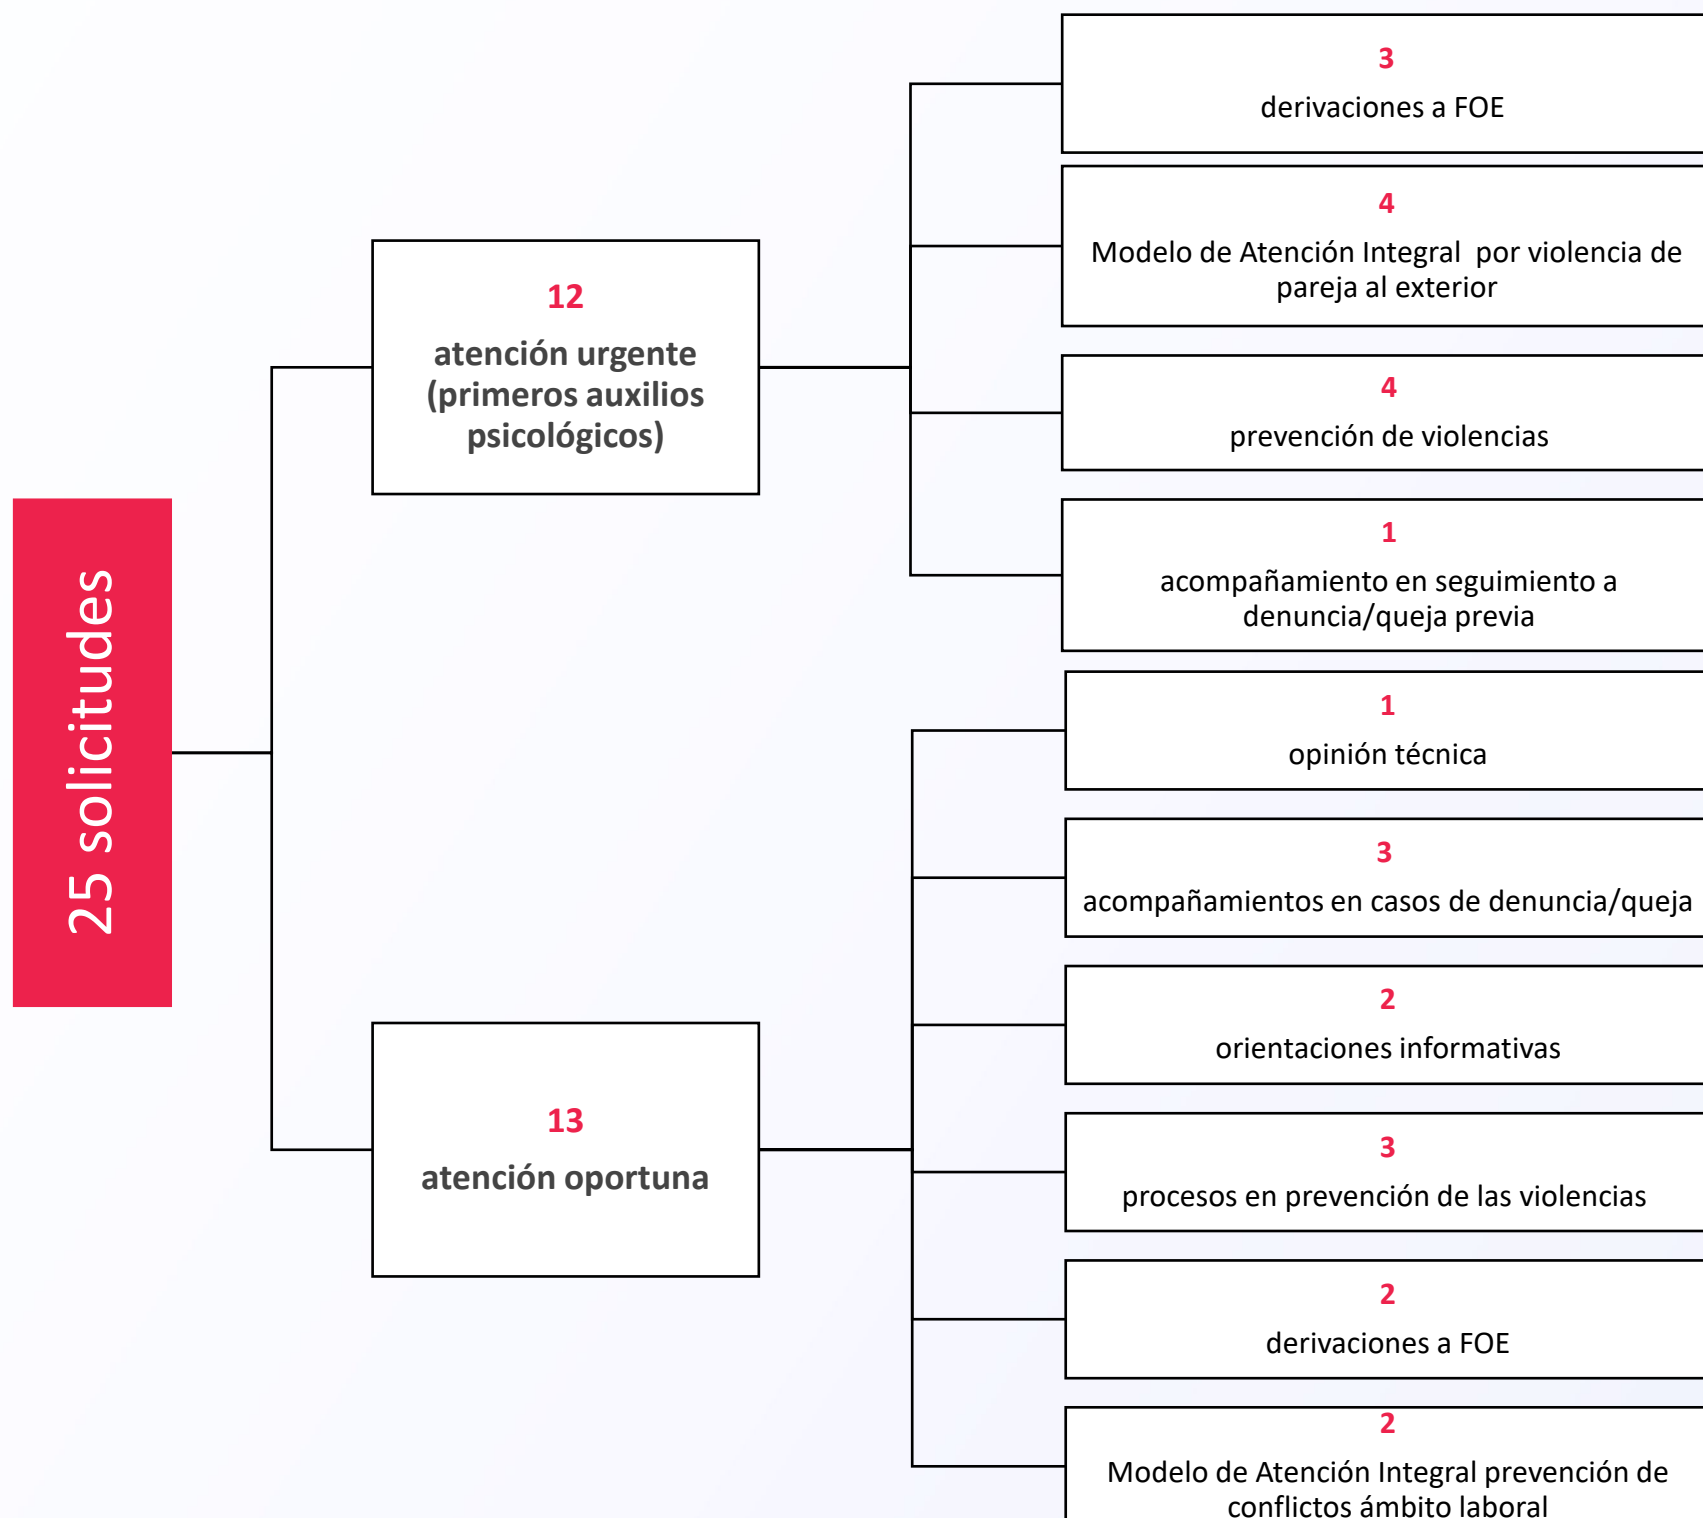 25 solicitudes
12
atención urgente
(primeros auxilios
psicológicos)
3
derivaciones a FOE
4
Modelo de Atención Integral  por violencia de
pareja al exterior
4
prevención de violencias
1
acompañamiento en seguimiento a
denuncia/queja previa
13
atención oportuna
1
opinión técnica
3
acompañamientos en casos de denuncia/queja
2
orientaciones informativas
3
procesos en prevención de las violencias
2
derivaciones a FOE
2
Modelo de Atención Integral prevención de
conflictos ámbito laboral